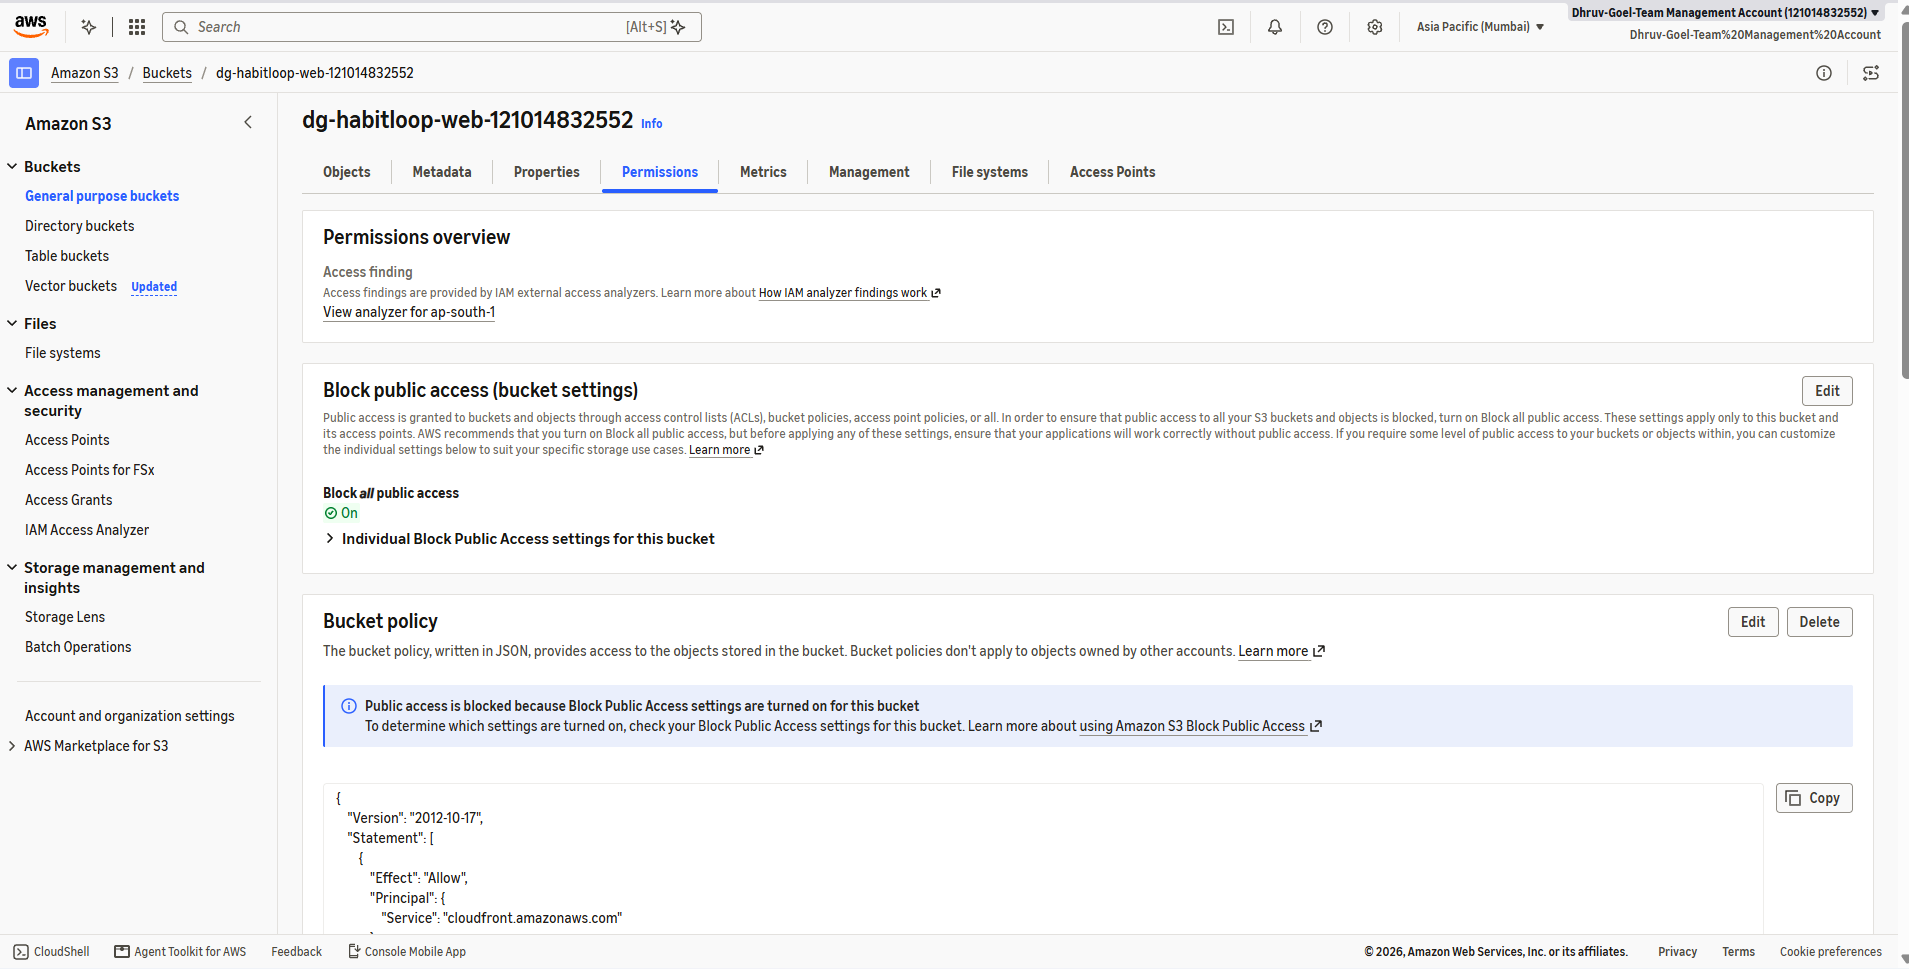 aws
Search
[Alt+S]
Asia Pacific (Mumbai)
Dhruv-Goel-Team Management Account (121014832552)
Dhruv-Goel-Team%20Management%20Account
Amazon S3 / Buckets / dg-habitloop-web-121014832552
Amazon S3
Buckets
General purpose buckets
Directory buckets
Table buckets
Vector buckets Updated
Files
File systems
Access management and
security
Access Points
Access Points for FSx
Access Grants
IAM Access Analyzer
Storage management and
insights
Storage Lens
Batch Operations
Account and organization settings
AWS Marketplace for S3
dg-habitloop-web-121014832552 Info
Objects Metadata Properties Permissions Metrics Management File systems Access Points
Permissions overview
Access finding
Access findings are provided by IAM external access analyzers. Learn more about How IAM analyzer findings work
View analyzer for ap-south-1
Block public access (bucket settings)
Edit
Public access is granted to buckets and objects through access control lists (ACLs), bucket policies, access point policies, or all. In order to ensure that public access to all your S3 buckets and objects is blocked, turn on Block all public access. These settings apply only to this bucket and
its access points. AWS recommends that you turn on Block all public access, but before applying any of these settings, ensure that your applications will work correctly without public access. If you require some level of public access to your buckets or objects within, you can customize
the individual settings below to suit your specific storage use cases. Learn more
Block all public access
On
Individual Block Public Access settings for this bucket
Bucket policy
Edit Delete
The bucket policy, written in JSON, provides access to the objects stored in the bucket. Bucket policies don't apply to objects owned by other accounts. Learn more
Public access is blocked because Block Public Access settings are turned on for this bucket
To determine which settings are turned on, check your Block Public Access settings for this bucket. Learn more about using Amazon S3 Block Public Access
Copy
{
"Version": "2012-10-17",
"Statement": [
{
"Effect": "Allow",
"Principal": {
"Service": "cloudfront.amazonaws.com"
CloudShell Agent Toolkit for AWS Feedback Console Mobile App
© 2026, Amazon Web Services, Inc. or its affiliates. Privacy Terms Cookie preferences